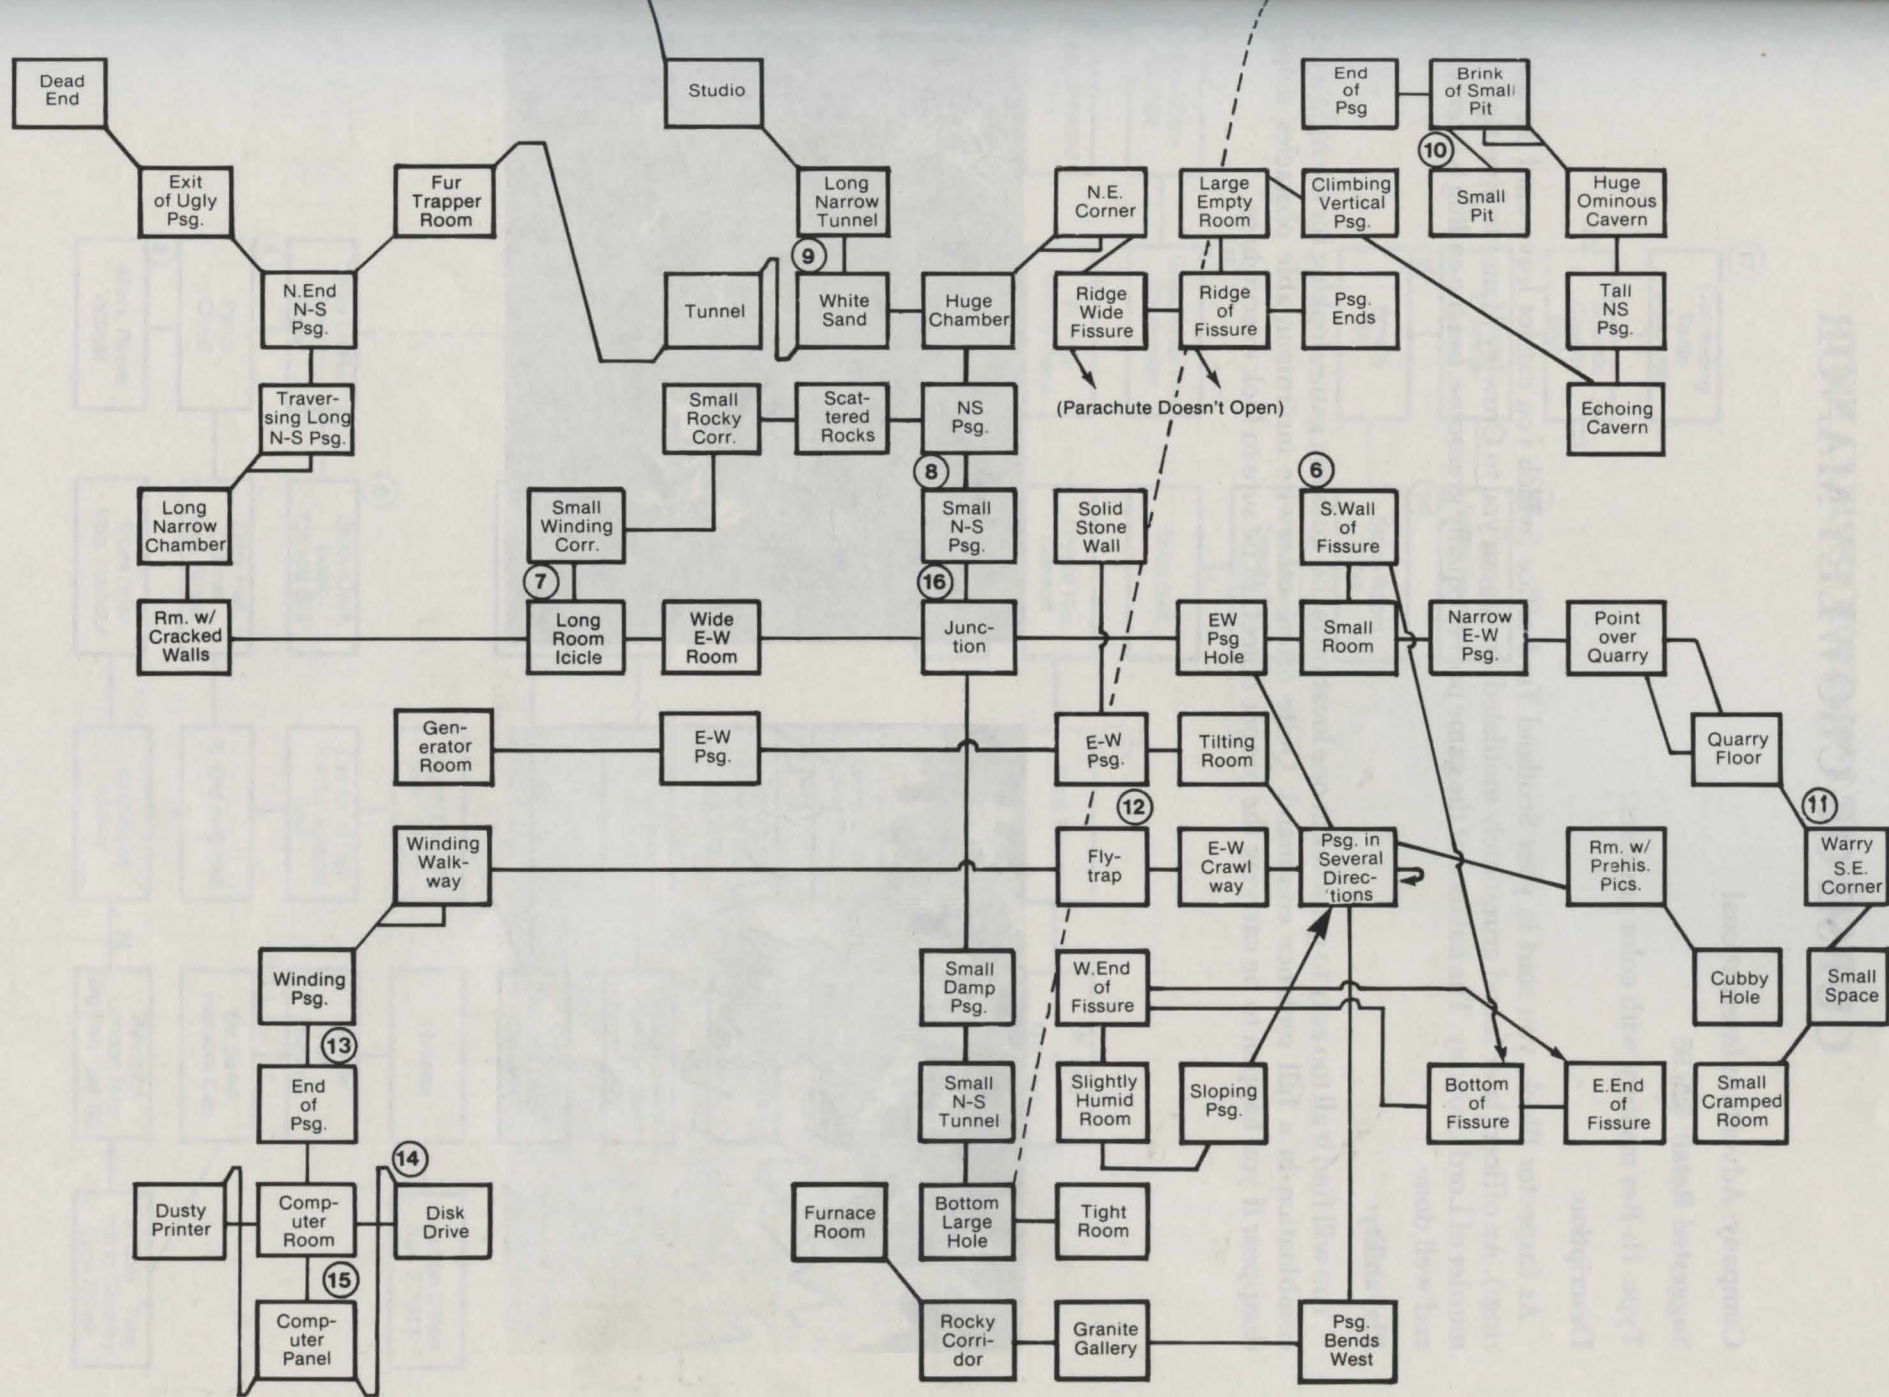 Dead
End
Studio
End
of
Psg
Brink
of Small
Pit
10
Exit
of Ugly
Psg.
Fur
Trapper
Room
Long
Narrow
Tunnel
N.E.
Corner
Large
Empty
Room
Climbing
Vertical
Psg.
Small
Pit
Huge
Ominous
Cavern
9
N.End
N-S
Psg.
Tunnel
White
Sand
Huge
Chamber
Ridge
Wide
Fissure
Ridge
of
Fissure
Psg.
Ends
Tall
NS
Psg.
Traver-
sing Long
N-S Psg.
Small
Rocky
Corr.
Scat-
tered
Rocks
NS
Psg.
(Parachute Doesn't Open)
Echoing
Cavern
8
6
Long
Narrow
Chamber
Small
Winding
Corr.
Small
N-S
Psg.
Solid
Stone
Wall
S.Wall
of
Fissure
7
16
Rm. w/
Cracked
Walls
Long
Room
Icicle
Wide
E-W
Room
Junc-
tion
EW
Psg
Hole
Small
Room
Narrow
E-W
Psg.
Point
over
Quarry
Gen-
erator
Room
E-W
Psg.
E-W
Psg.
Tilting
Room
Quarry
Floor
12
11
Winding
Walk-
way
Fly-
trap
E-W
Crawl
way
Psg. in
Several
Direc-
tions
Rm. w/
Prehis.
Pics.
Warry
S.E.
Corner
Winding
Psg.
Small
Damp
Psg.
W.End
of
Fissure
Cubby
Hole
Small
Space
13
End
of
Psg.
Small
N-S
Tunnel
Slightly
Humid
Room
Sloping
Psg.
Bottom
of
Fissure
E.End
of
Fissure
Small
Cramped
Room
14
Dusty
Printer
Comp-
uter
Room
Disk
Drive
Furnace
Room
Bottom
Large
Hole
Tight
Room
15
Comp-
uter
Panel
Rocky
Corri-
dor
Granite
Gallery
Psg.
Bends
West